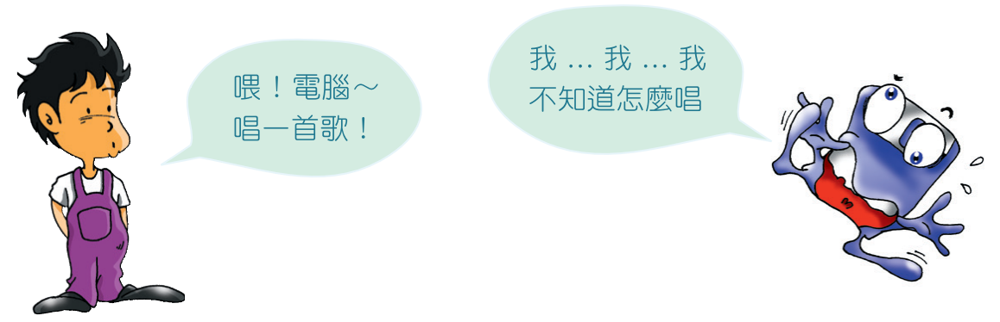 喂！電腦～
唱一首歌！
我 ... 我 ... 我
不知道怎麼唱